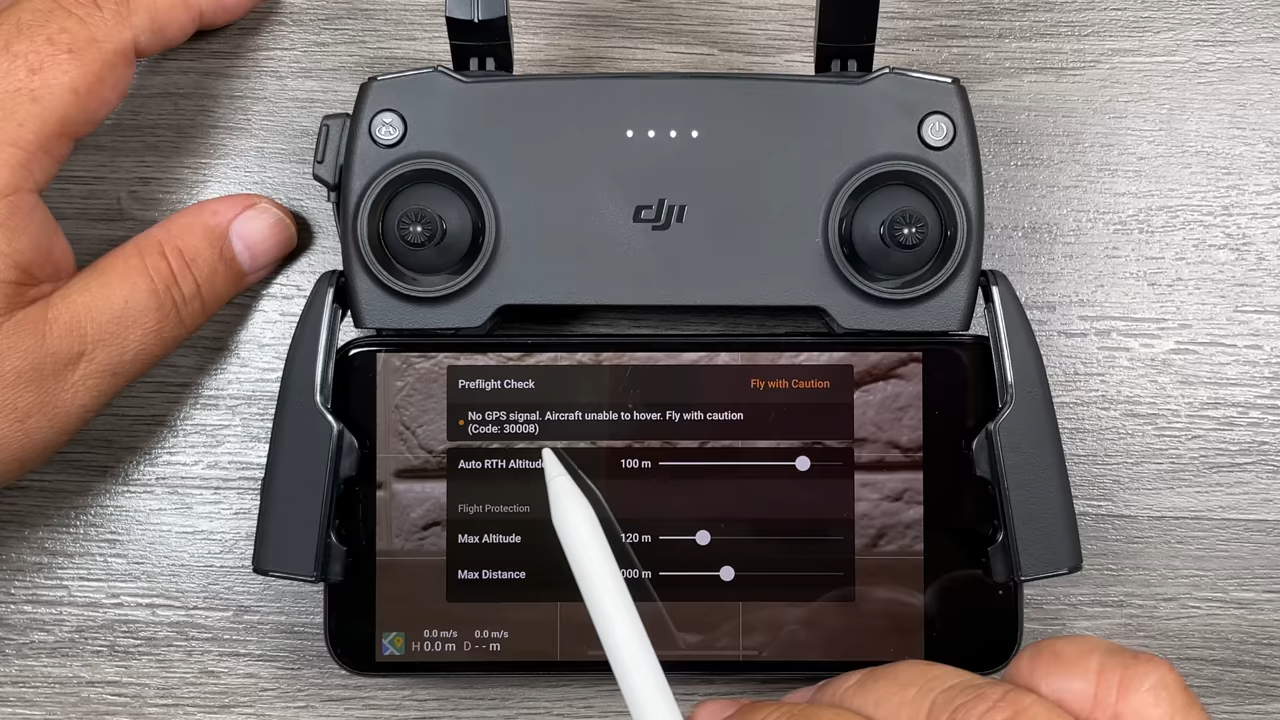 dji
Preflight Check Fly with Caution
No GPS signal. Aircraft unable to hover. Fly with caution
(Code: 30008)
Auto RTH Altitude 100 m
Flight Protection
Max Altitude 120 m
Max Distance 000 m
0.0 m/s 0.0 m/s
H 0.0 m D - - m